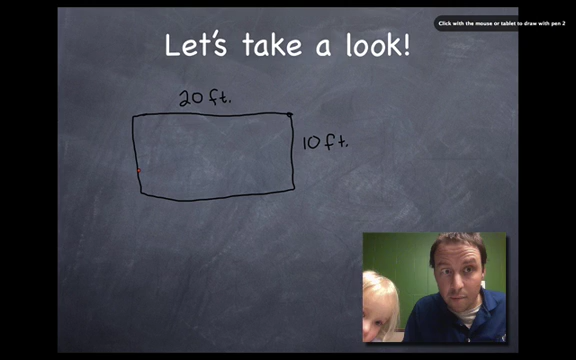 Click with the mouse or tablet to draw with pen 2
Let's take a look!
20 ft.
10 ft.